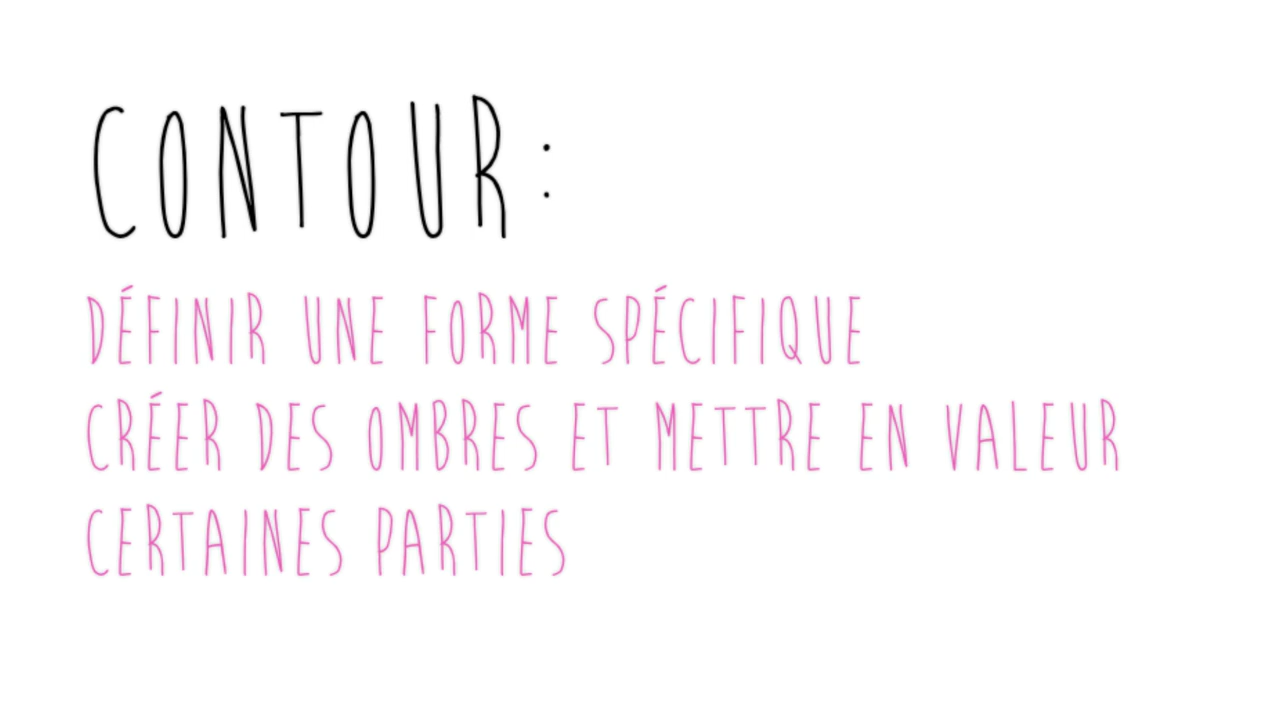 CONTOUR:
DÉFINIR UNE FORME SPÉCIFIQUE
CRÉER DES OMBRES ET METTRE EN VALEUR
CERTAINES PARTIES